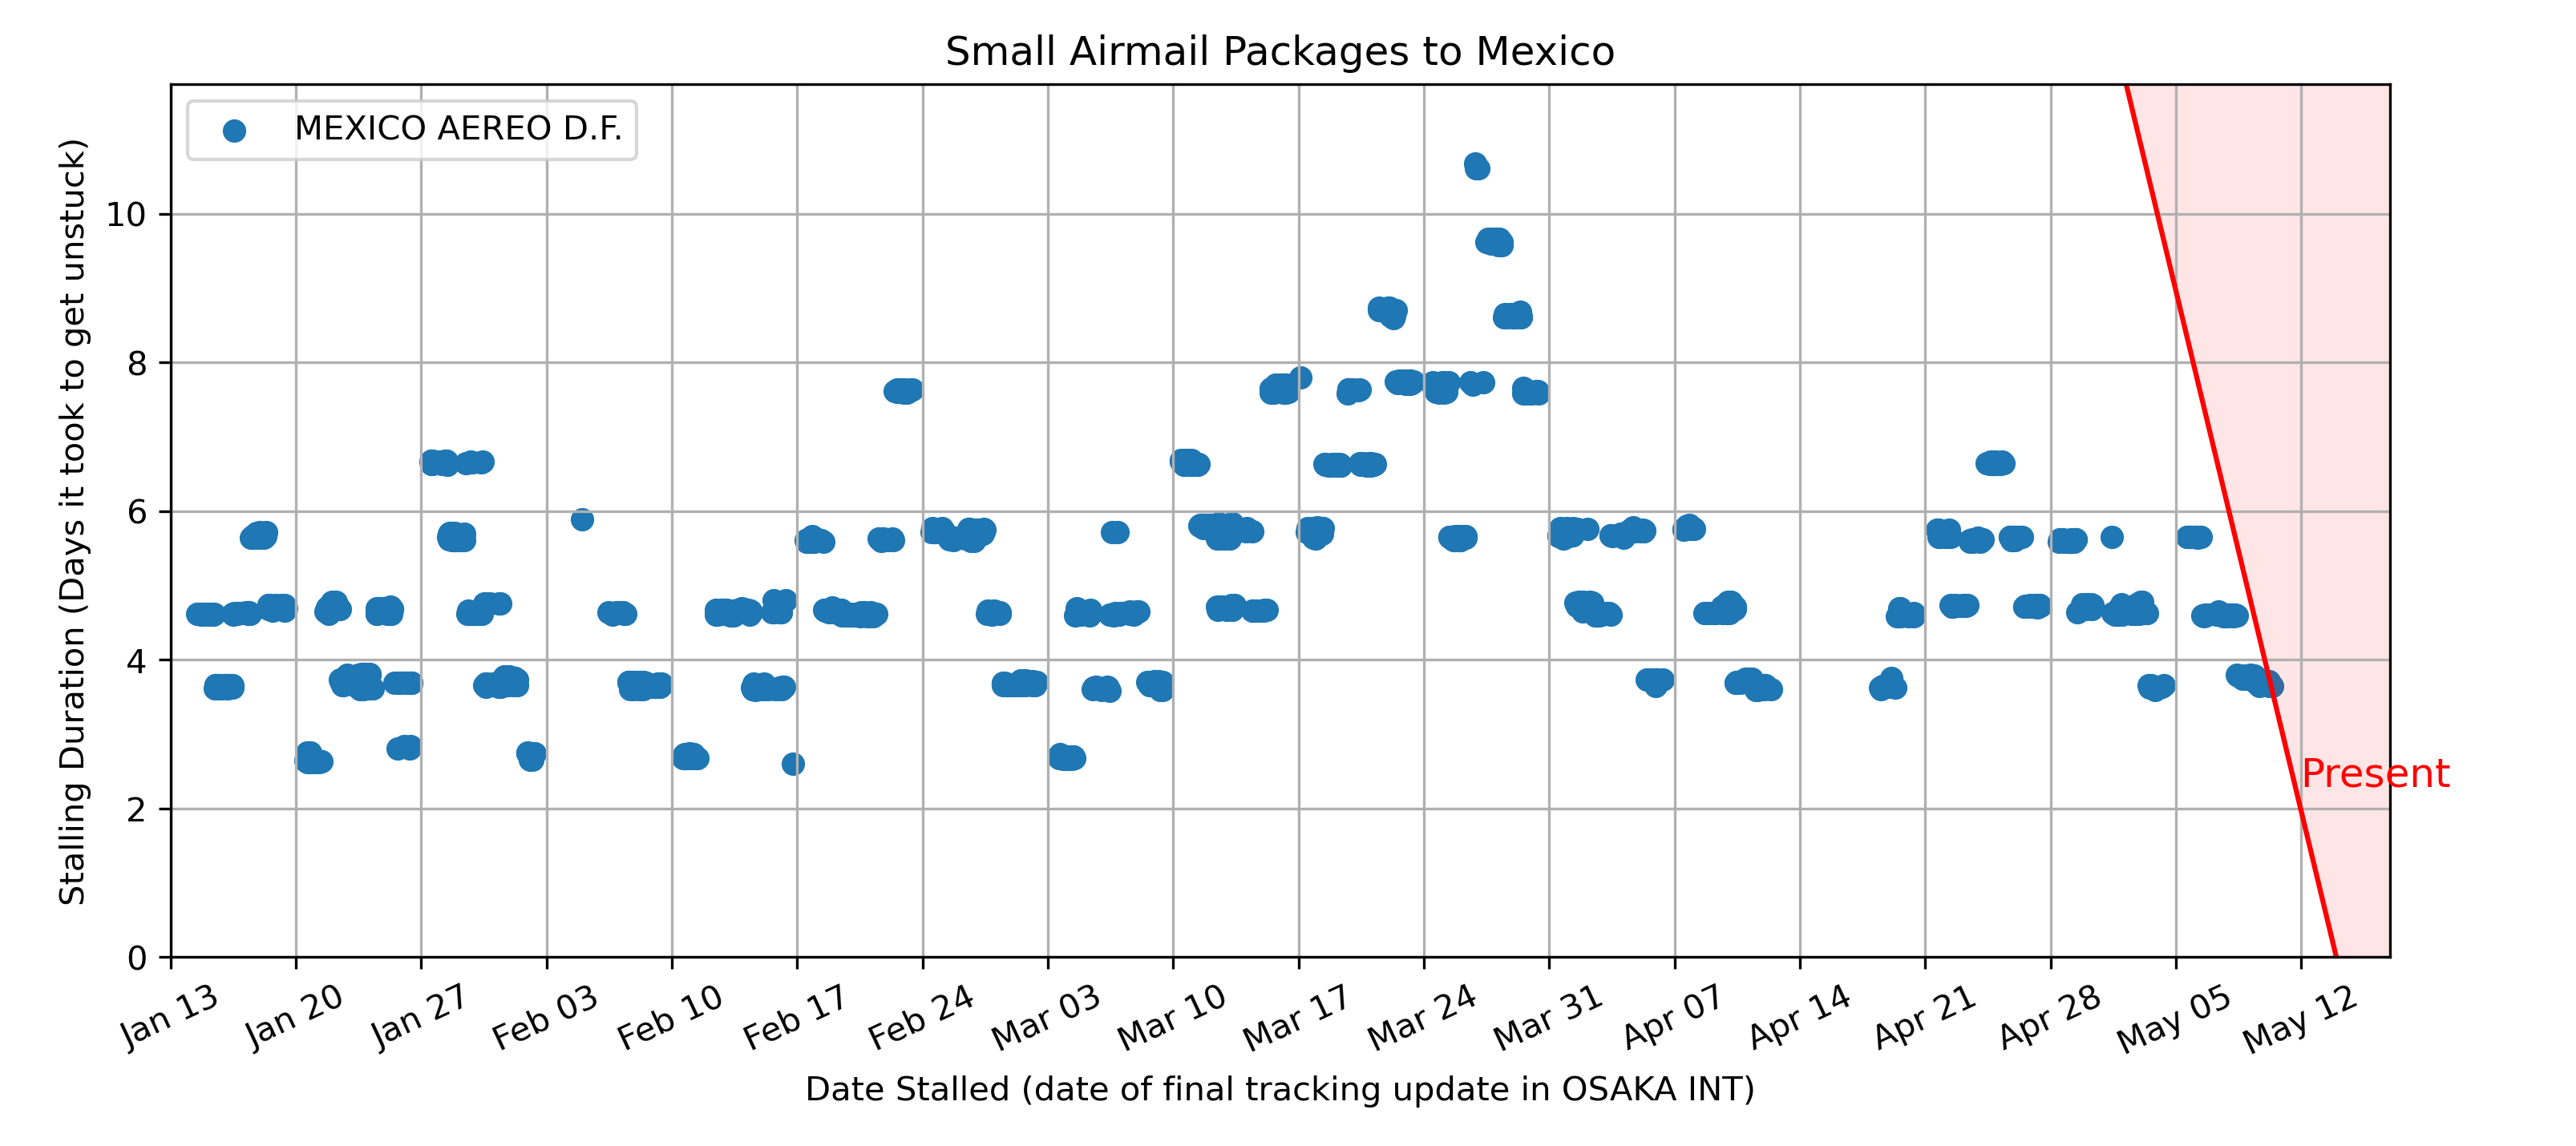 Small Airmail Packages to Mexico
MEXICO AEREO D.F.
Stalling Duration (Days it took to get unstuck)
10
8
6
4
2
0
Present
Jan 13
Jan 20
Jan 27
Feb 03
Feb 10
Feb 17
Feb 24
Mar 03
Mar 10
Mar 17
Mar 24
Mar 31
Apr 07
Apr 14
Apr 21
Apr 28
May 05
May 12
Date Stalled (date of final tracking update in OSAKA INT)